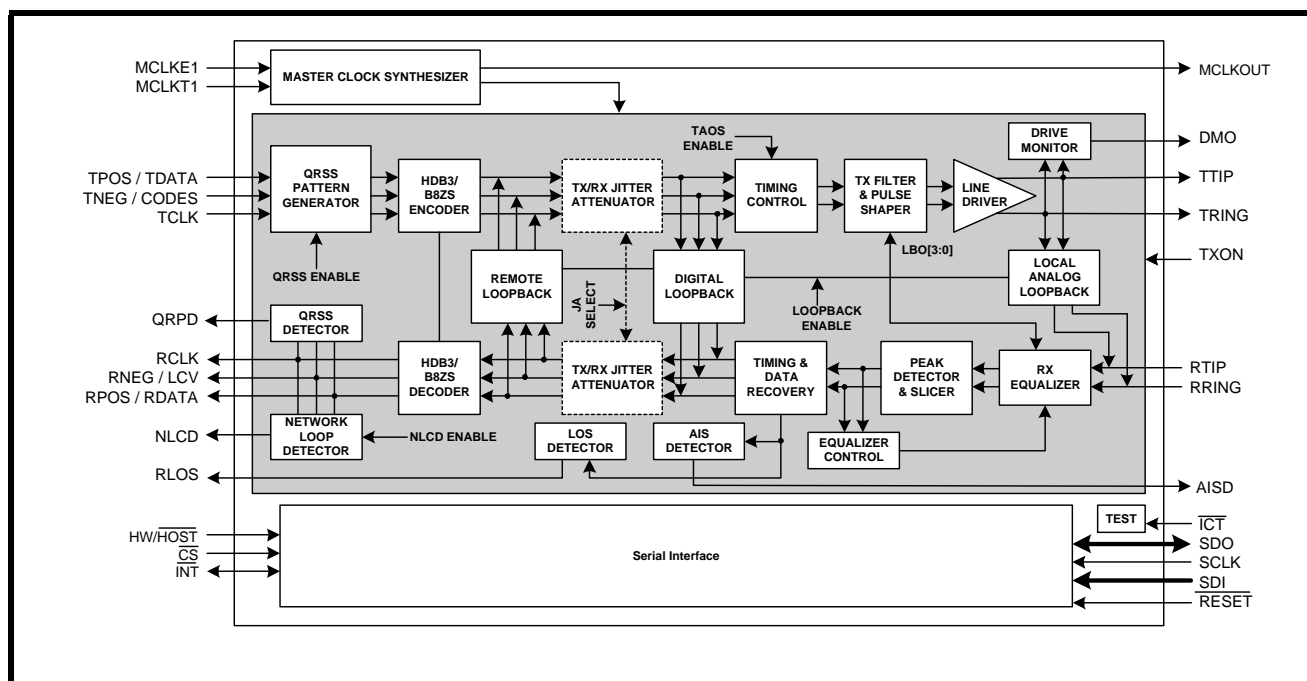 MCLKE1
MCLKT1
MASTER CLOCK SYNTHESIZER
MCLKOUT
TAOS
ENABLE
DRIVE
MONITOR
DMO
TPOS / TDATA
TNEG / CODES
TCLK
QRSS
PATTERN
GENERATOR
HDB3/
B8ZS
ENCODER
TX/RX JITTER
ATTENUATOR
TIMING
CONTROL
TX FILTER
& PULSE
SHAPER
LINE
DRIVER
TTIP
TRING
LBO[3:0]
TXON
QRSS ENABLE
REMOTE
LOOPBACK
JA
SELECT
DIGITAL
LOOPBACK
LOOPBACK
ENABLE
LOCAL
ANALOG
LOOPBACK
QRPD
QRSS
DETECTOR
RCLK
RNEG / LCV
RPOS / RDATA
HDB3/
B8ZS
DECODER
TX/RX JITTER
ATTENUATOR
TIMING &
DATA
RECOVERY
PEAK
DETECTOR
& SLICER
RX
EQUALIZER
RTIP
RRING
NLCD
NETWORK
LOOP
DETECTOR
NLCD ENABLE
LOS
DETECTOR
AIS
DETECTOR
EQUALIZER
CONTROL
RLOS
AISD
HW/HOST
CS
INT
Serial Interface
TEST
ICT
SDO
SCLK
SDI
RESET